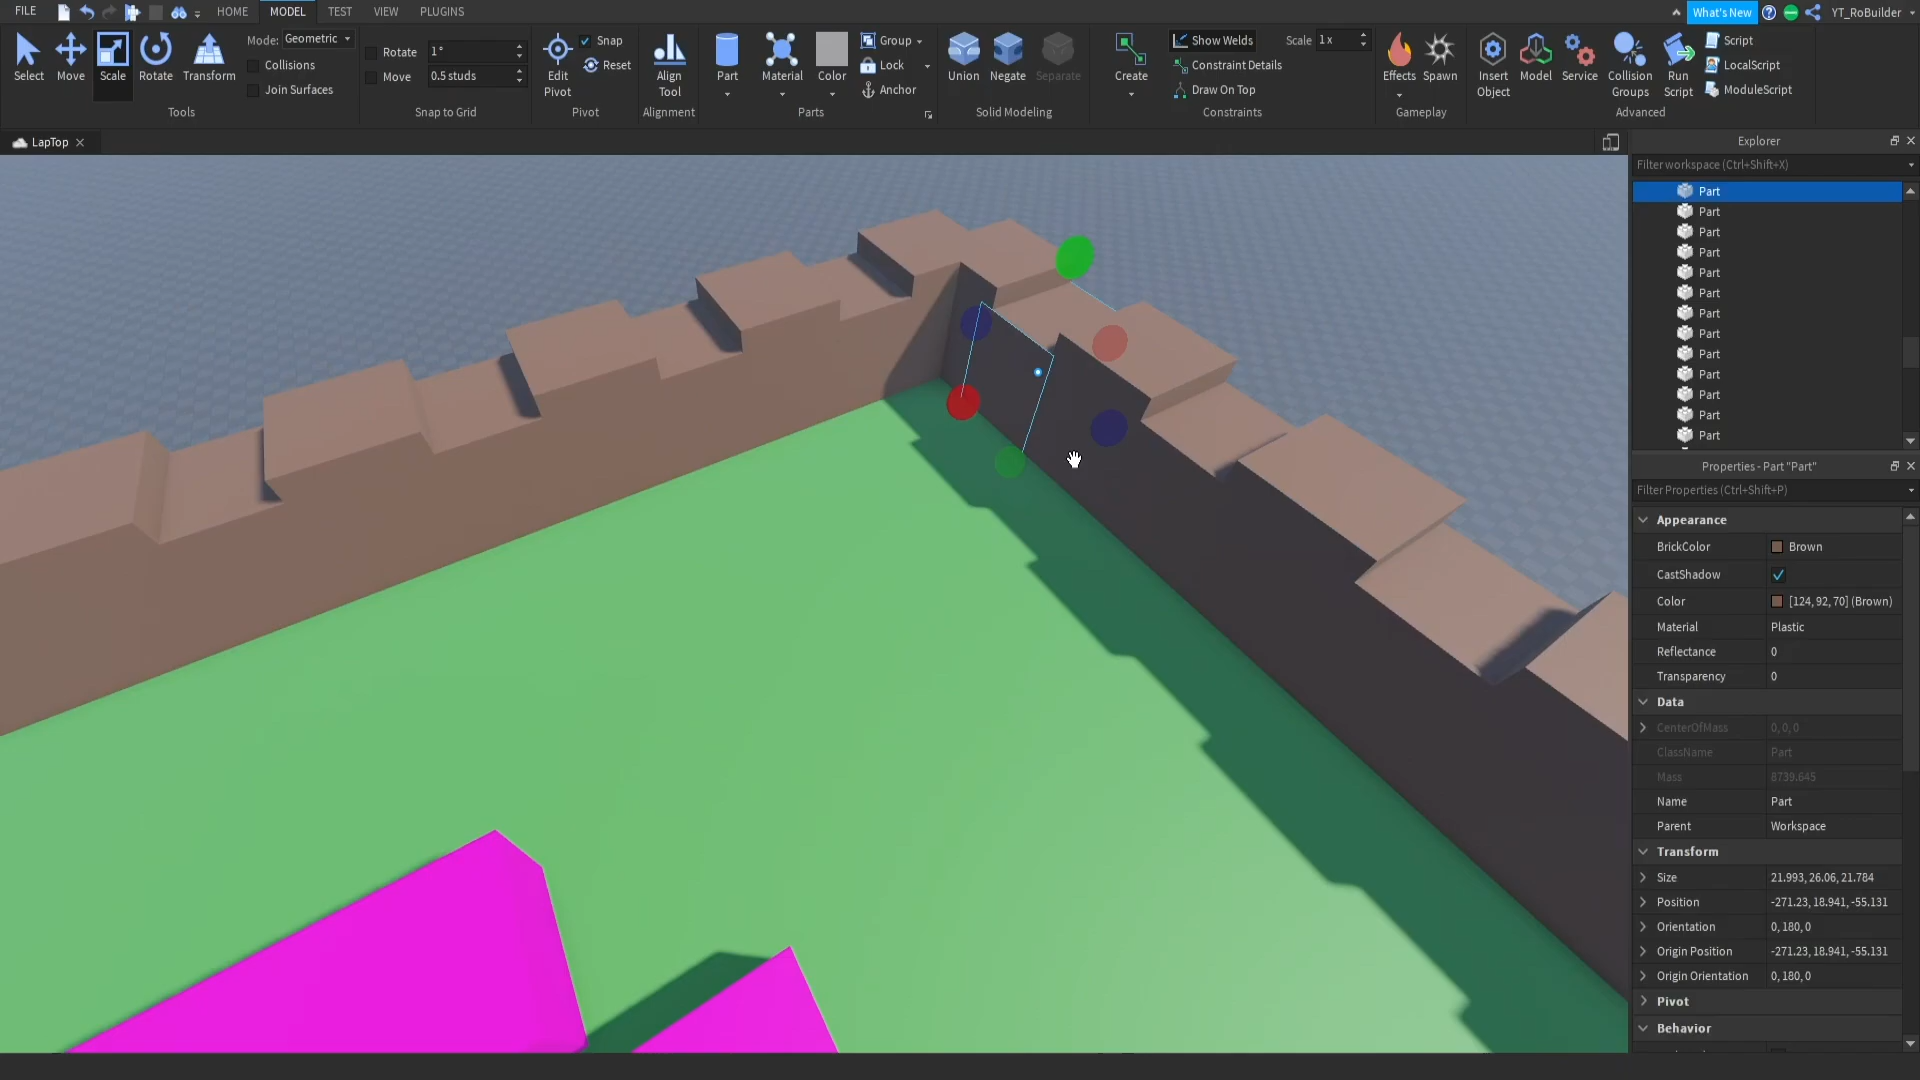 FILE HOME MODEL TEST VIEW PLUGINS What's New YT_RoBuilder
Select Move Scale Rotate Transform
Mode: Geometric
Collisions
Join Surfaces
Tools
Rotate 1°
Move 0.5 studs
Snap to Grid
Edit
Pivot
Snap
Reset
Pivot
Align
Tool
Alignment
Part Material Color
Group
Lock
Anchor
Parts
Union Negate Separate
Solid Modeling
Create
Show Welds Scale 1x
Constraint Details
Draw On Top
Constraints
Effects Spawn
Gameplay
Insert
Object
Model
Service
Collision
Groups
Run
Script
Script
LocalScript
ModuleScript
Advanced
LapTop
Explorer
Filter workspace (Ctrl+Shift+X)
Part
Part
Part
Part
Part
Part
Part
Part
Part
Part
Part
Part
Part
Properties - Part "Part"
Filter Properties (Ctrl+Shift+P)
Appearance
BrickColor Brown
CastShadow
Color [124, 92, 70] (Brown)
Material Plastic
Reflectance 0
Transparency 0
Data
CenterOfMass 0, 0, 0
ClassName Part
Mass 8739.645
Name Part
Parent Workspace
Transform
Size 21.993, 26.06, 21.784
Position -271.23, 18.941, -55.131
Orientation 0, 180, 0
Origin Position -271.23, 18.941, -55.131
Origin Orientation 0, 180, 0
Pivot
Behavior